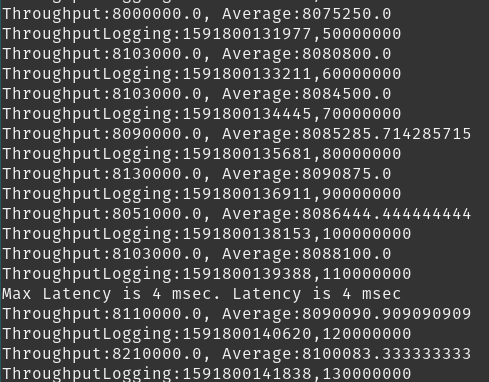 Throughput:8000000.0, Average:8075250.0
ThroughputLogging:1591800131977,50000000
Throughput:8103000.0, Average:8080800.0
ThroughputLogging:1591800133211,60000000
Throughput:8103000.0, Average:8084500.0
ThroughputLogging:1591800134445,70000000
Throughput:8090000.0, Average:8085285.714285715
ThroughputLogging:1591800135681,80000000
Throughput:8130000.0, Average:8090875.0
ThroughputLogging:1591800136911,90000000
Throughput:8051000.0, Average:8086444.444444444
ThroughputLogging:1591800138153,100000000
Throughput:8103000.0, Average:8088100.0
ThroughputLogging:1591800139388,110000000
Max Latency is 4 msec. Latency is 4 msec
Throughput:8110000.0, Average:8090090.909090909
ThroughputLogging:1591800140620,120000000
Throughput:8210000.0, Average:8100083.333333333
ThroughputLogging:1591800141838,130000000